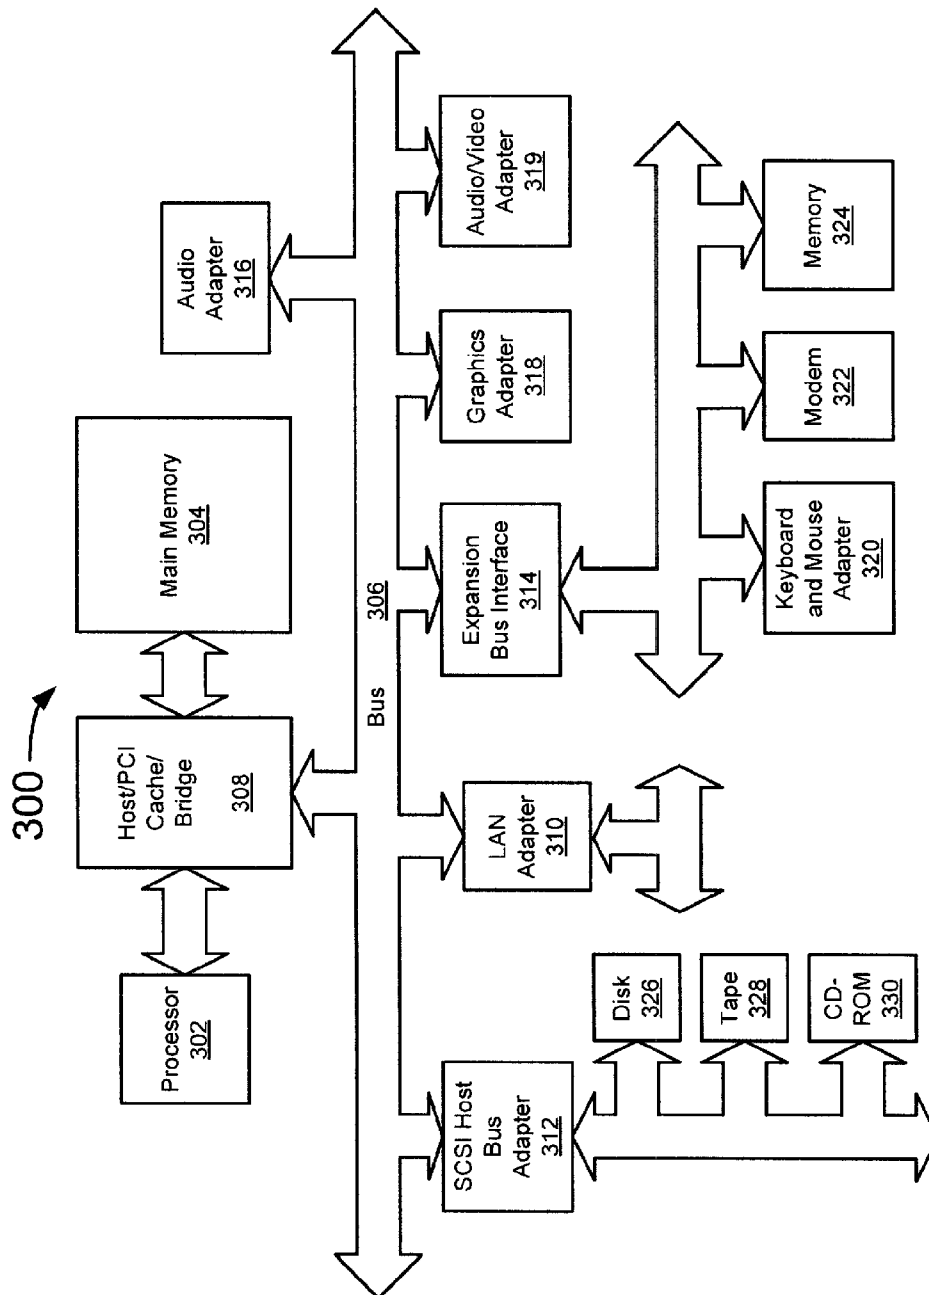 300
Processor
302
Host/PCI
Cache/
Bridge
308
Main Memory
304
Audio
Adapter
316
Bus
306
SCSI Host
Bus
Adapter
312
LAN
Adapter
310
Expansion
Bus Interface
314
Graphics
Adapter
318
Audio/Video
Adapter
319
Disk
326
Tape
328
CD-
ROM
330
Keyboard
and Mouse
Adapter
320
Modem
322
Memory
324